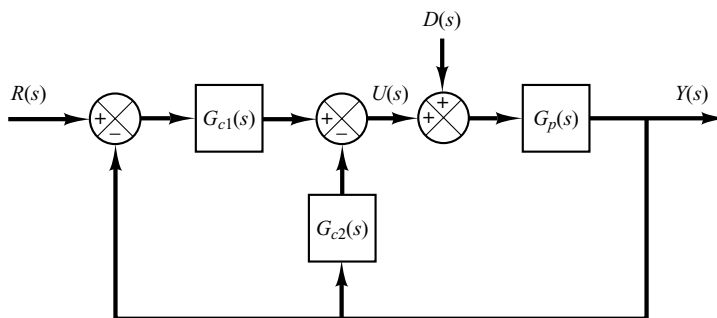 D(s)
R(s)
+
−
G_{c1}(s)
+
−
U(s)
+
+
G_p(s)
Y(s)
G_{c2}(s)